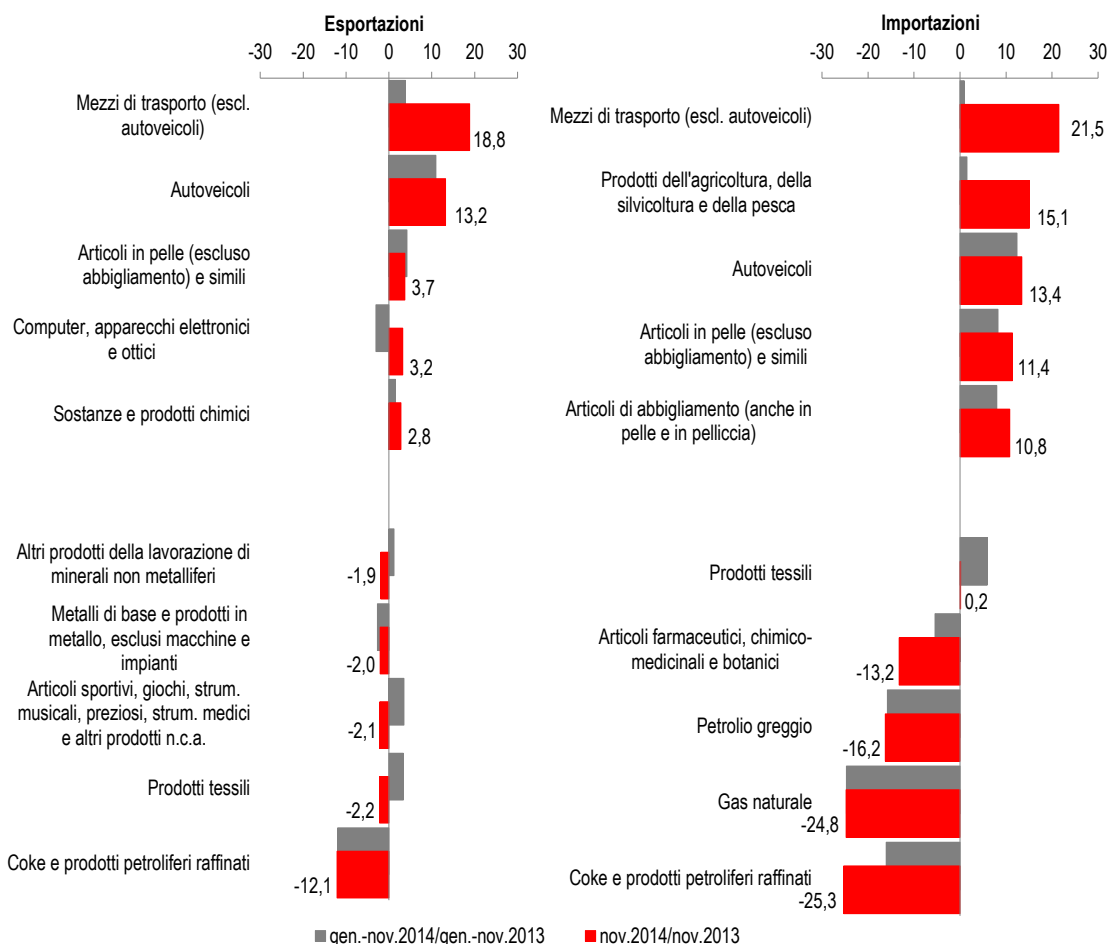 Esportazioni
-30 -20 -10 0 10 20 30
Mezzi di trasporto (escl.
autoveicoli)
18,8
Autoveicoli
13,2
Articoli in pelle (escluso
abbigliamento) e simili
3,7
Computer, apparecchi elettronici
e ottici
3,2
Sostanze e prodotti chimici
2,8
Altri prodotti della lavorazione di
minerali non metalliferi
-1,9
Metalli di base e prodotti in
metallo, esclusi macchine e
impianti
-2,0
Articoli sportivi, giochi, strum.
musicali, preziosi, strum. medici
e altri prodotti n.c.a.
-2,1
Prodotti tessili
-2,2
Coke e prodotti petroliferi raffinati
-12,1
Importazioni
-30 -20 -10 0 10 20 30
Mezzi di trasporto (escl. autoveicoli)
21,5
Prodotti dell'agricoltura, della
silvicoltura e della pesca
15,1
Autoveicoli
13,4
Articoli in pelle (escluso
abbigliamento) e simili
11,4
Articoli di abbigliamento (anche in
pelle e in pelliccia)
10,8
Prodotti tessili
0,2
Articoli farmaceutici, chimico-
medicinali e botanici
-13,2
Petrolio greggio
-16,2
Gas naturale
-24,8
Coke e prodotti petroliferi raffinati
-25,3
gen.-nov.2014/gen.-nov.2013
nov.2014/nov.2013